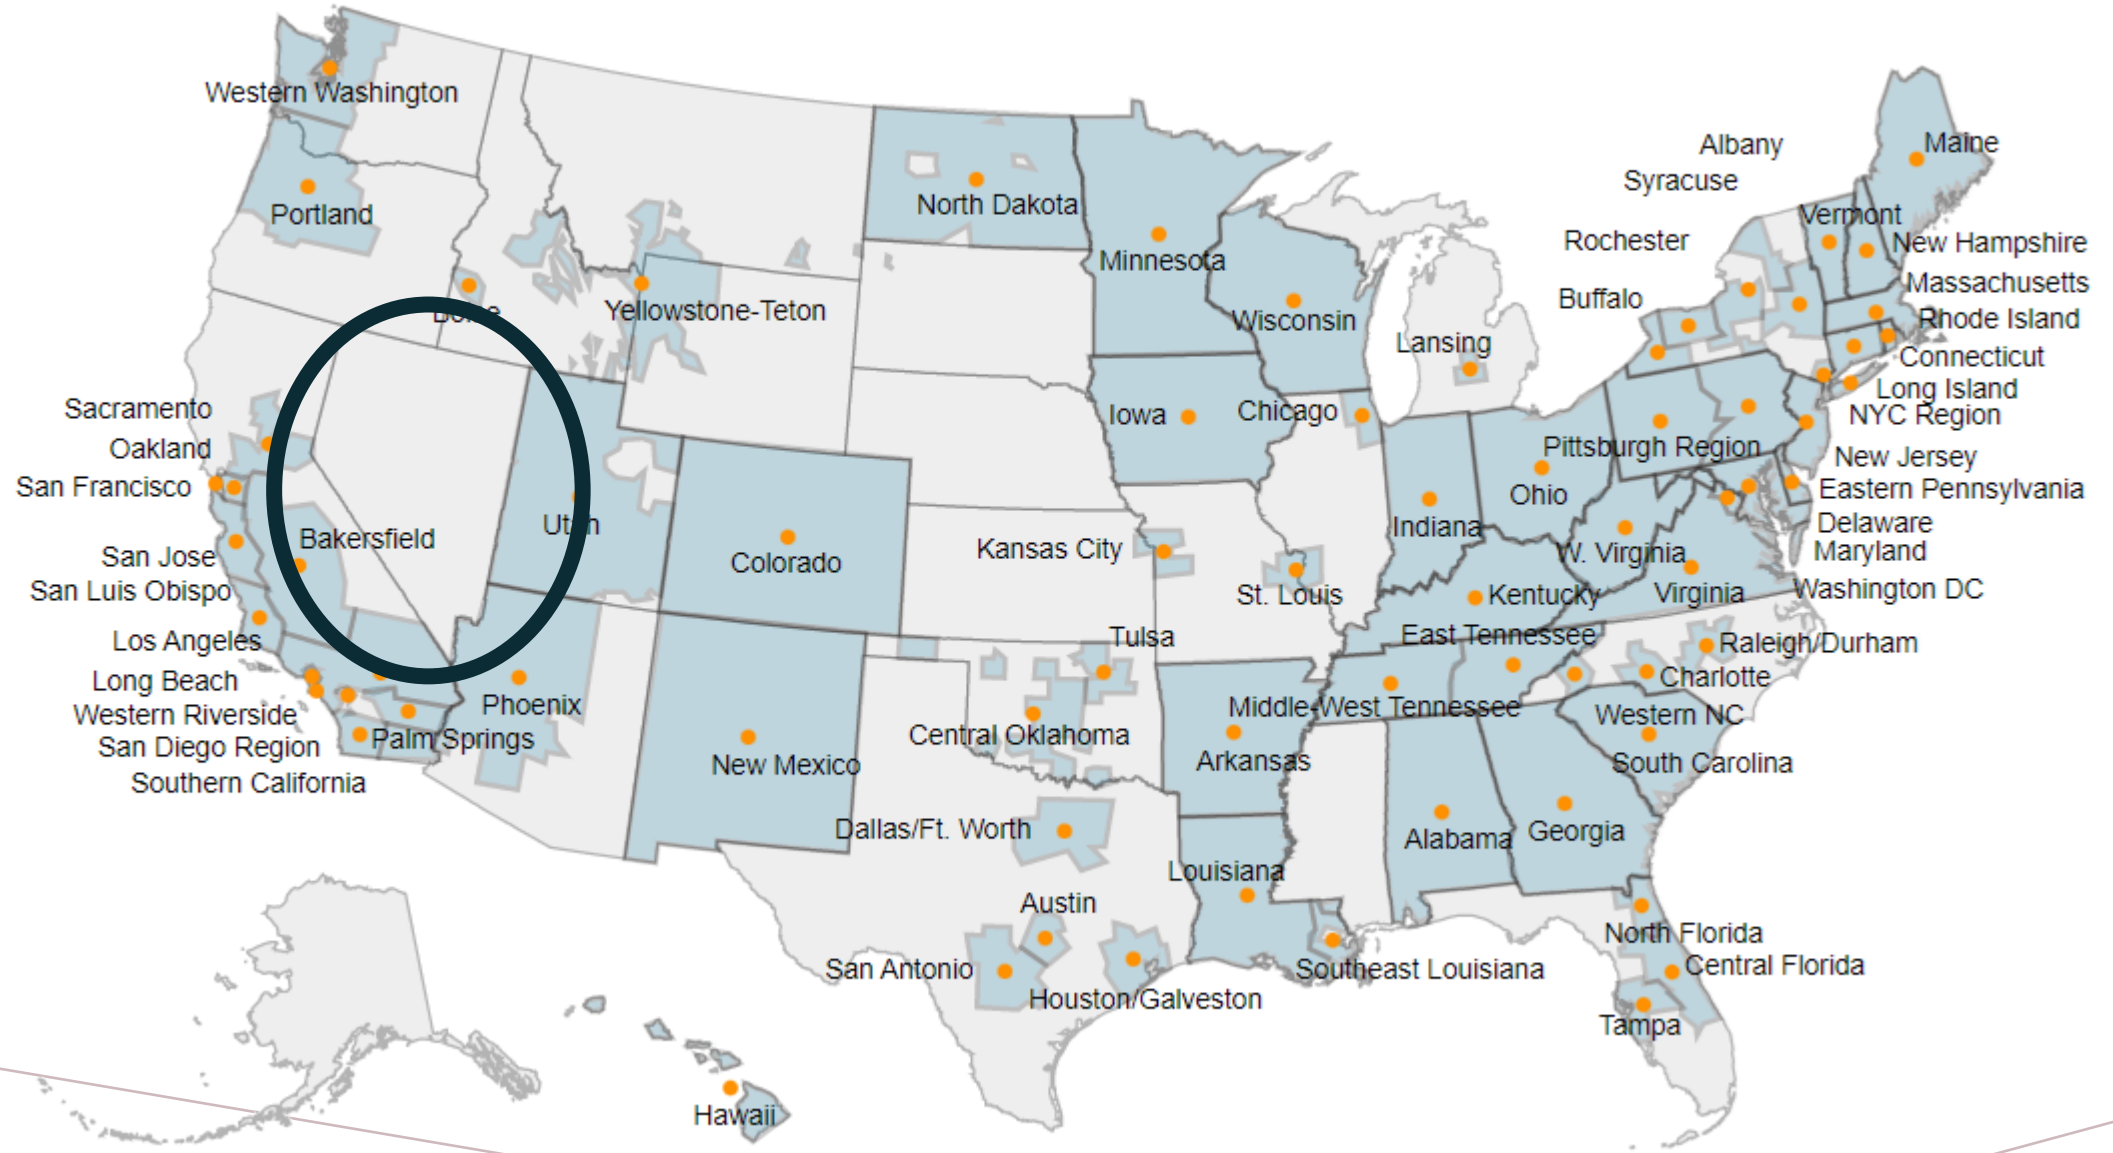 Western Washington
Portland
Boise
Yellowstone-Teton
North Dakota
Minnesota
Wisconsin
Lansing
Albany
Syracuse
Rochester
Buffalo
Maine
Vermont
New Hampshire
Massachusetts
Rhode Island
Connecticut
Long Island
NYC Region
New Jersey
Eastern Pennsylvania
Delaware
Maryland
Washington DC
Sacramento
Oakland
San Francisco
San Jose
San Luis Obispo
Los Angeles
Long Beach
Western Riverside
San Diego Region
Southern California
Bakersfield
Palm Springs
Utah
Phoenix
Colorado
New Mexico
Iowa
Chicago
Kansas City
St. Louis
Indiana
Ohio
Pittsburgh Region
W. Virginia
Virginia
Kentucky
East Tennessee
Middle-West Tennessee
Raleigh/Durham
Charlotte
Western NC
South Carolina
Tulsa
Central Oklahoma
Arkansas
Dallas/Ft. Worth
Austin
San Antonio
Houston/Galveston
Louisiana
Southeast Louisiana
Alabama
Georgia
North Florida
Central Florida
Tampa
Hawaii